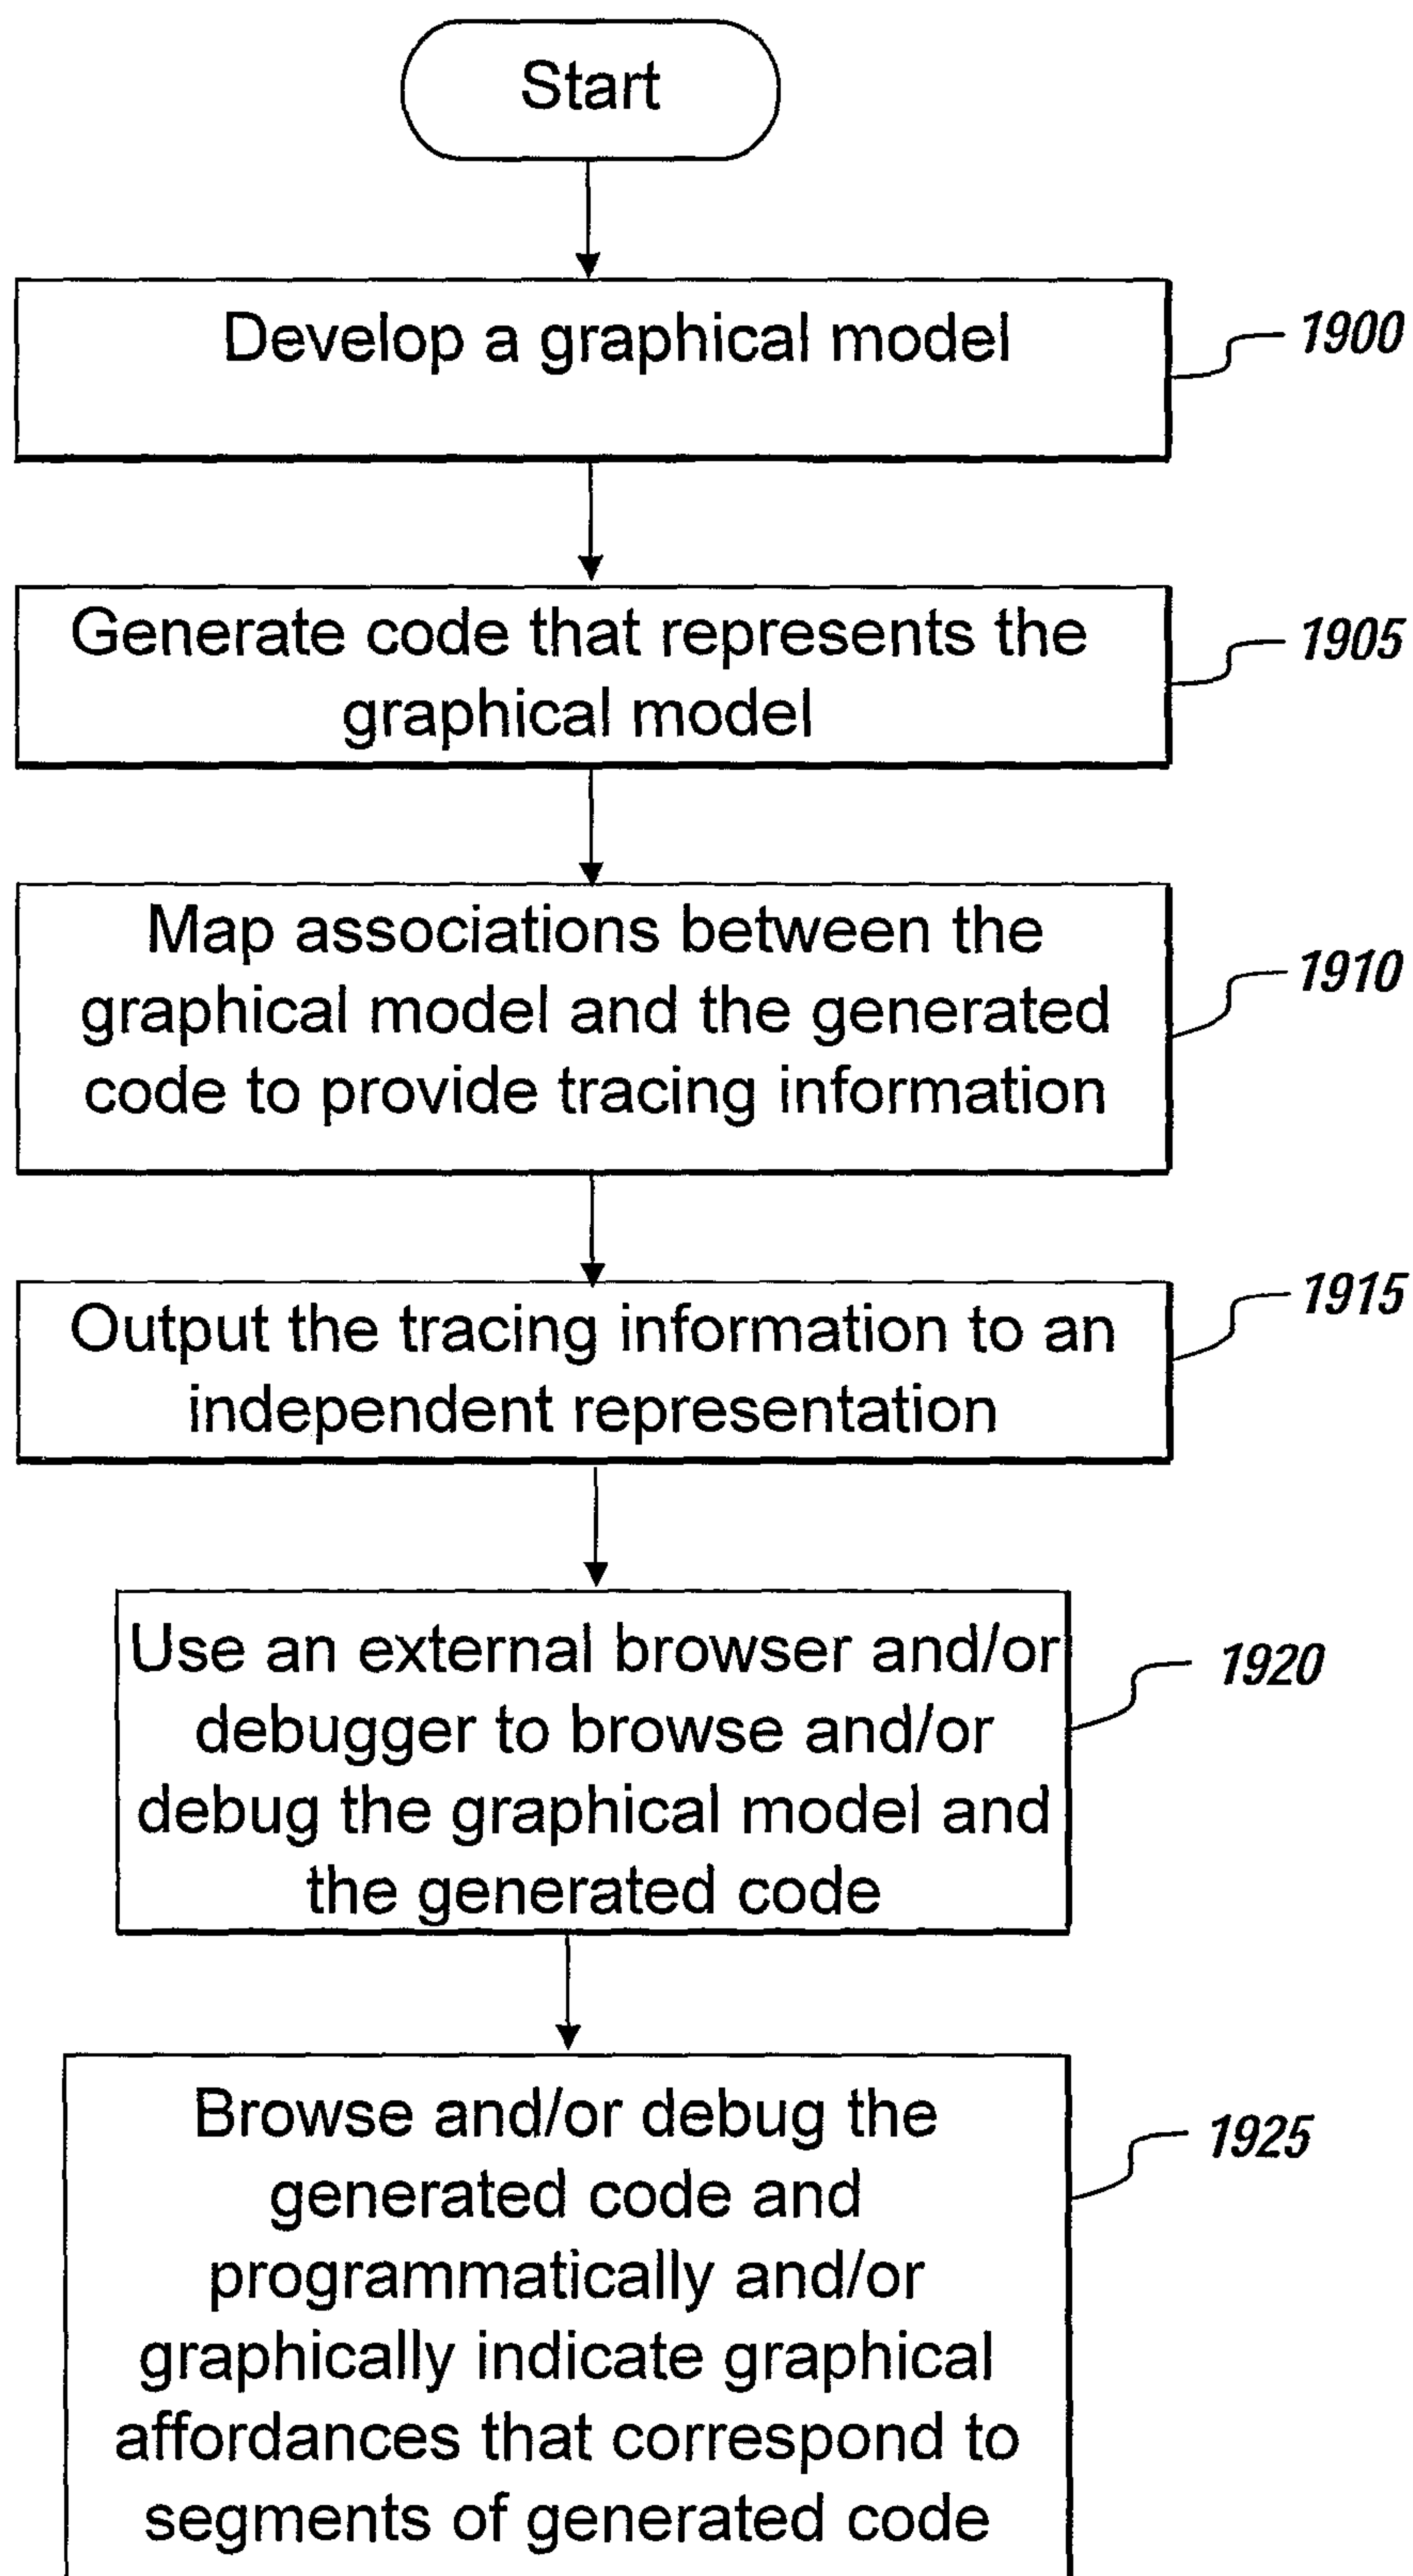 Start
Develop a graphical model
1900
Generate code that represents the
graphical model
1905
Map associations between the
graphical model and the generated
code to provide tracing information
1910
Output the tracing information to an
independent representation
1915
Use an external browser and/or
debugger to browse and/or
debug the graphical model and
the generated code
1920
Browse and/or debug the
generated code and
programmatically and/or
graphically indicate graphical
affordances that correspond to
segments of generated code
1925